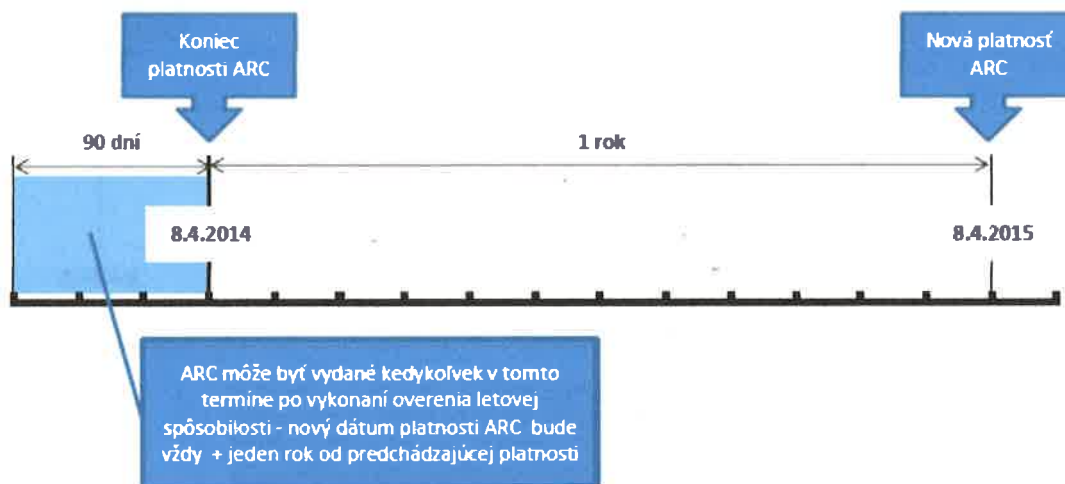 Koniec
platnosti ARC
Nová platnosť
ARC
90 dní
1 rok
8.4.2014
8.4.2015
ARC môže byť vydané kedykoľvek v tomto
termíne po vykonaní overenia letovej
spôsobilosti - nový dátum platnosti ARC bude
vždy + jeden rok od predchádzajúcej platnosti